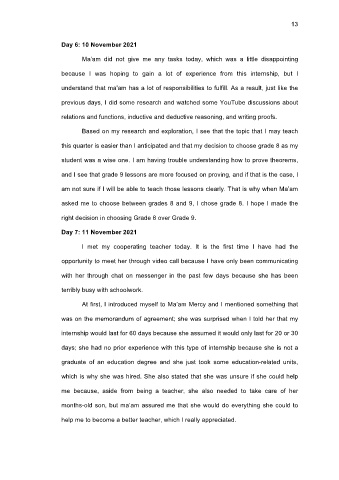 13
Day 6: 10 November 2021
Ma'am did not give me any tasks today, which was a little disappointing
because I was hoping to gain a lot of experience from this internship, but I
understand that ma'am has a lot of responsibilities to fulfill. As a result, just like the
previous days, I did some research and watched some YouTube discussions about
relations and functions, inductive and deductive reasoning, and writing proofs.
Based on my research and exploration, I see that the topic that I may teach
this quarter is easier than I anticipated and that my decision to choose grade 8 as my
student was a wise one. I am having trouble understanding how to prove theorems,
and I see that grade 9 lessons are more focused on proving, and if that is the case, I
am not sure if I will be able to teach those lessons clearly. That is why when Ma'am
asked me to choose between grades 8 and 9, I chose grade 8. I hope I made the
right decision in choosing Grade 8 over Grade 9.
Day 7: 11 November 2021
I met my cooperating teacher today. It is the first time I have had the
opportunity to meet her through video call because I have only been communicating
with her through chat on messenger in the past few days because she has been
terribly busy with schoolwork.
At first, I introduced myself to Ma'am Mercy and I mentioned something that
was on the memorandum of agreement; she was surprised when I told her that my
internship would last for 60 days because she assumed it would only last for 20 or 30
days; she had no prior experience with this type of internship because she is not a
graduate of an education degree and she just took some education-related units,
which is why she was hired. She also stated that she was unsure if she could help
me because, aside from being a teacher, she also needed to take care of her
months-old son, but ma'am assured me that she would do everything she could to
help me to become a better teacher, which I really appreciated.